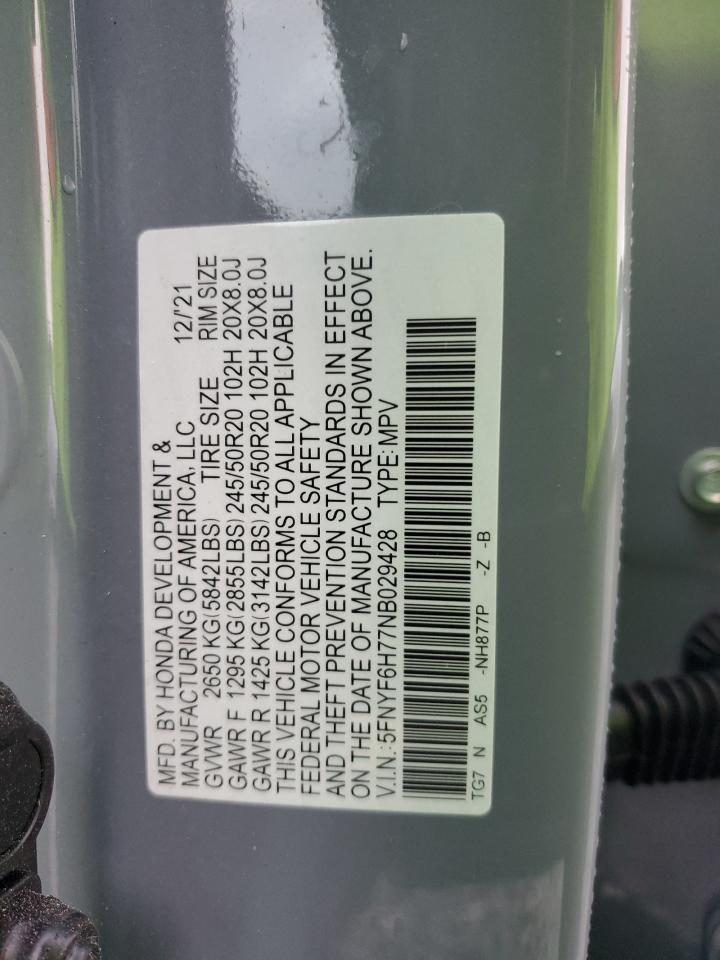 MFD. BY HONDA DEVELOPMENT &
MANUFACTURING OF AMERICA, LLC 12/'21
GVWR 2650 KG(5842LBS) TIRE SIZE RIM SIZE
GAWR F 1295 KG(2855LBS) 245/50R20 102H 20X8.0J
GAWR R 1425 KG(3142LBS) 245/50R20 102H 20X8.0J
THIS VEHICLE CONFORMS TO ALL APPLICABLE
FEDERAL MOTOR VEHICLE SAFETY
AND THEFT PREVENTION STANDARDS IN EFFECT
ON THE DATE OF MANUFACTURE SHOWN ABOVE.
V.I.N.:5FNYF6H77NB029428 TYPE:MPV
TG7 N AS5 -NH877P -Z -B